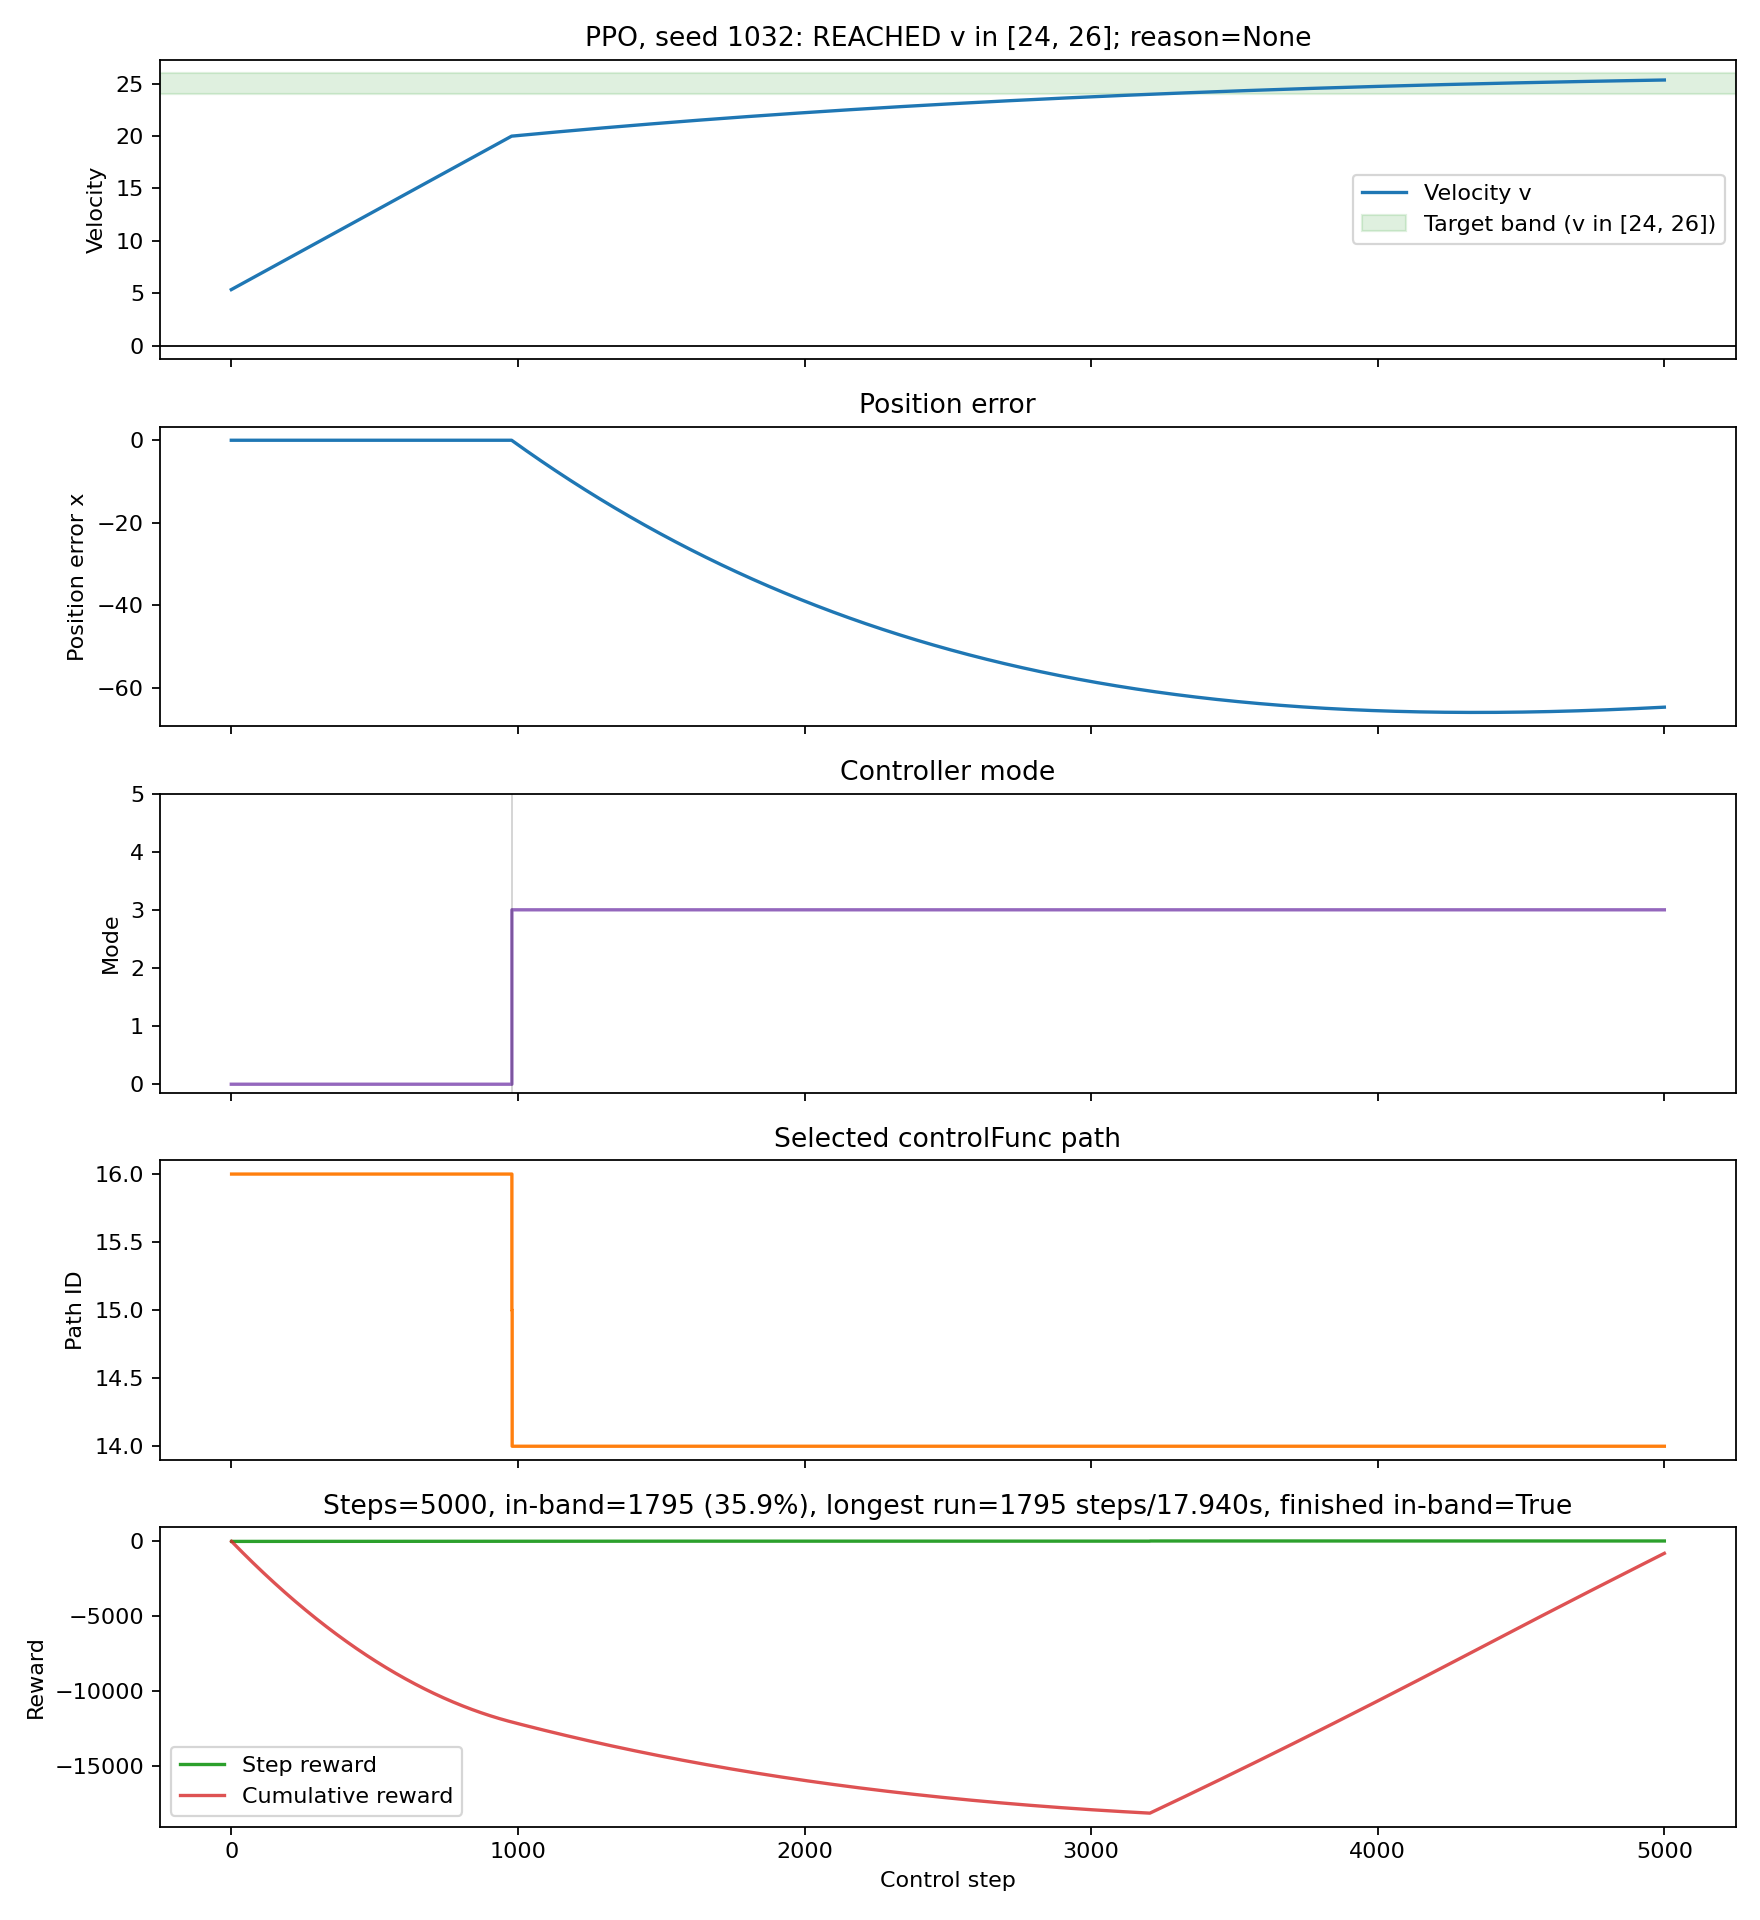 PPO, seed 1032: REACHED v in [24, 26]; reason=None
25
20
15
10
5
0
Velocity
Velocity v
Target band (v in [24, 26])
Position error
0
−20
−40
−60
Position error x
Controller mode
5
4
3
2
1
0
Mode
Selected controlFunc path
16.0
15.5
15.0
14.5
14.0
Path ID
Steps=5000, in-band=1795 (35.9%), longest run=1795 steps/17.940s, finished in-band=True
0
−5000
−10000
−15000
Reward
Step reward
Cumulative reward
0 1000 2000 3000 4000 5000
Control step